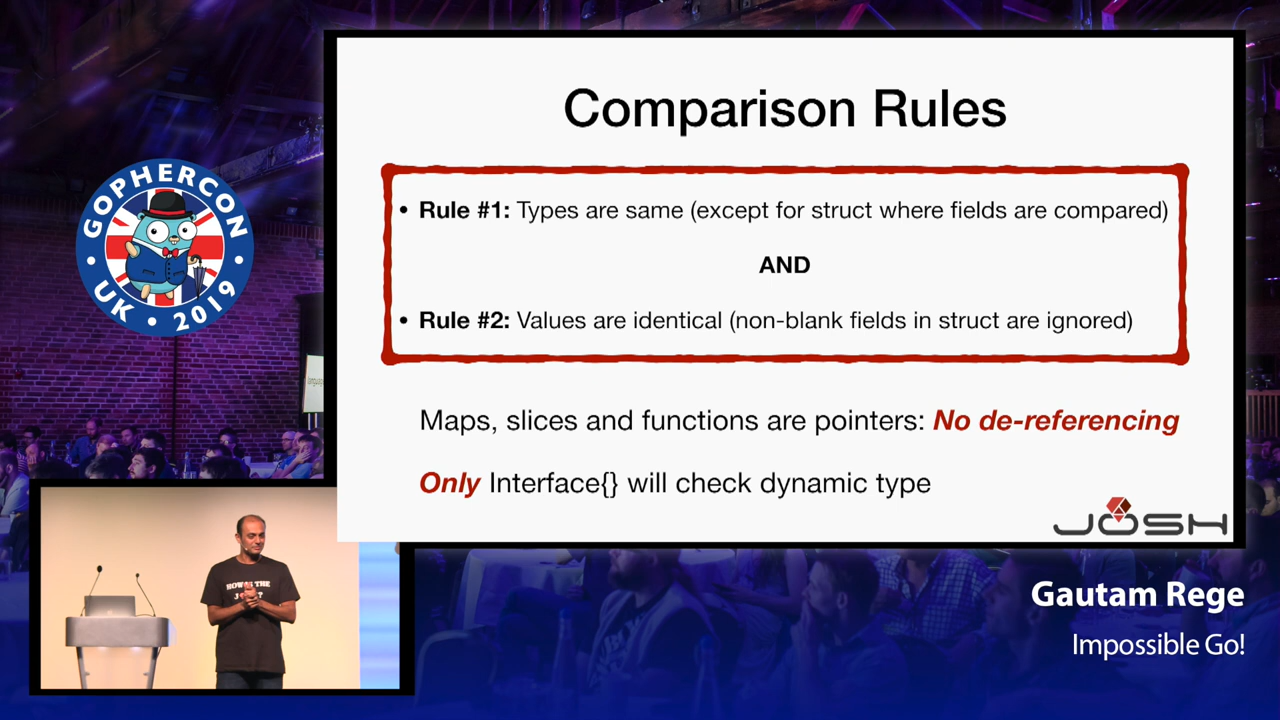 Comparison Rules
• Rule #1: Types are same (except for struct where fields are compared)
AND
• Rule #2: Values are identical (non-blank fields in struct are ignored)
Maps, slices and functions are pointers: No de-referencing
Only Interface{} will check dynamic type
JOSH
GOPHERCON
UK • 2019
HOW'S THE
Gautam Rege
Impossible Go!